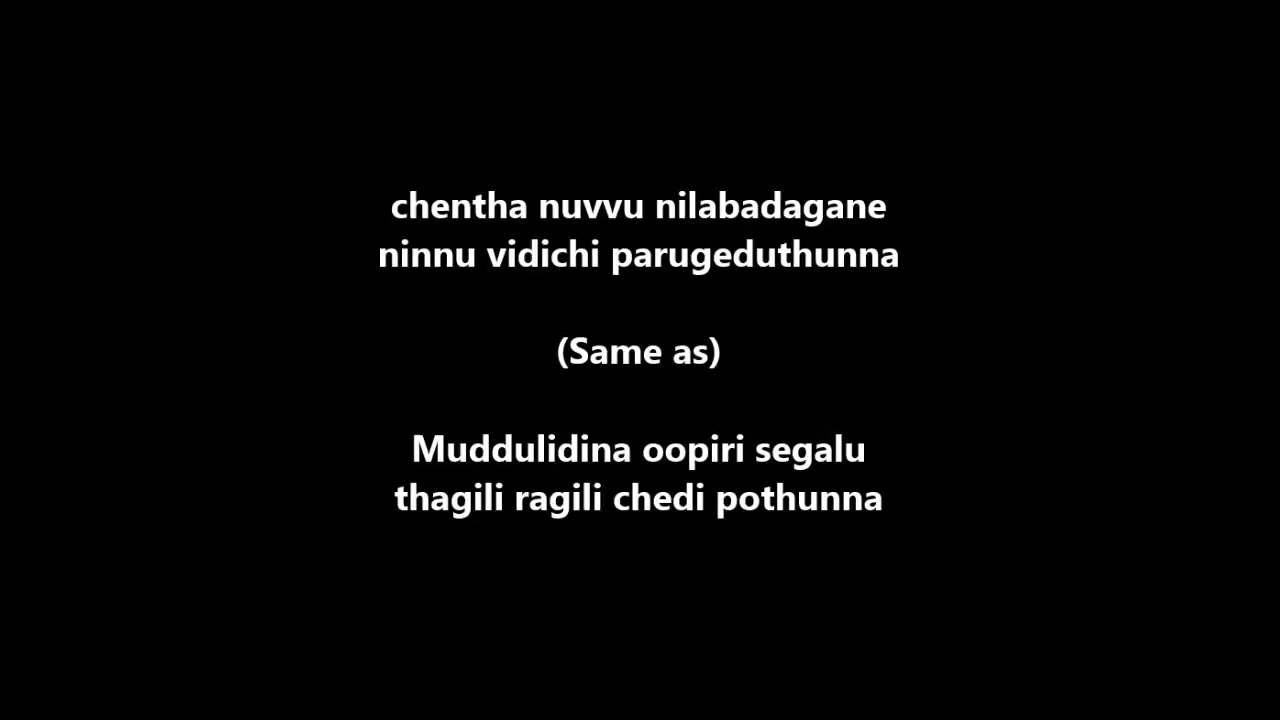 chentha nuvvu nilabadagane
ninnu vidichi parugeduthunna
(Same as)
Muddulidina oopiri segalu
thagili ragili chedi pothunna